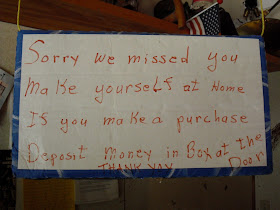 Sorry we missed you
Make yourself at Home
If you make a purchase
Deposit Money in Box at the Door
THANK YOU